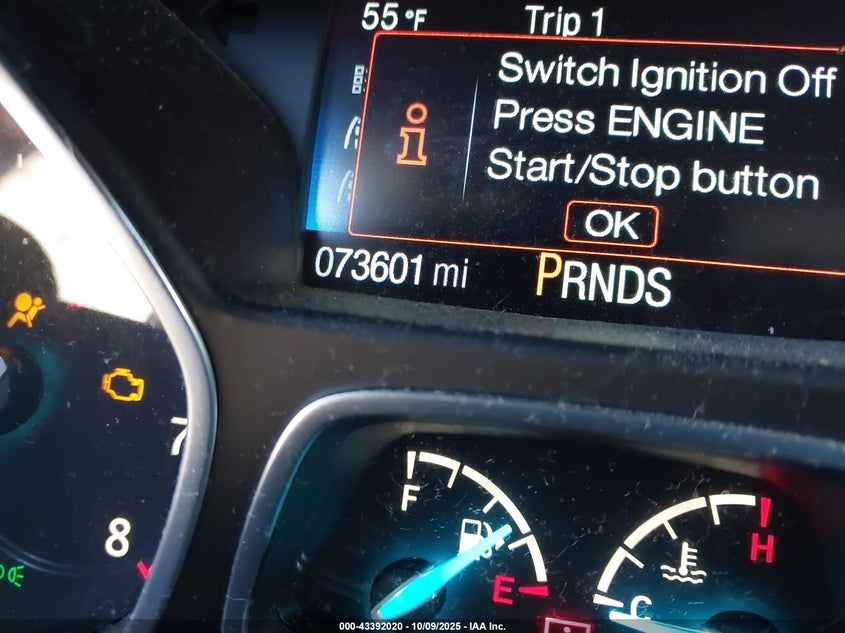 55 °F Trip 1
Switch Ignition Off
Press ENGINE
Start/Stop button
OK
073601 mi PRNDS
7
8
F
E
H
C
000-43392020 - 10/09/2025 - IAA Inc.